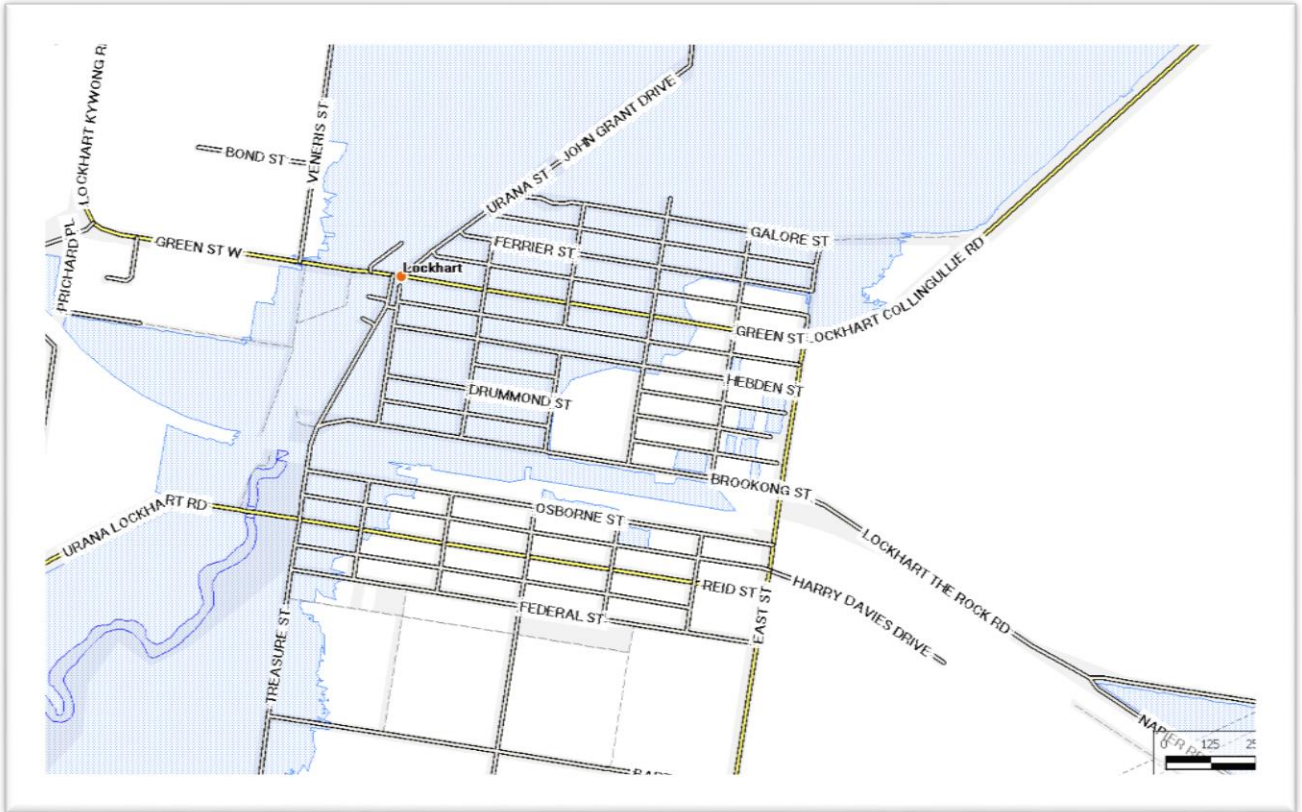 LOCKHART KYWONG R
VENERIS ST
JOHN GRANT DRIVE
BOND ST
URANA ST
PRICHARD PL
GREEN ST W
FERRIER ST
GALORE ST
Lockhart
GREEN ST
LOCKHART COLLINGULLIE RD
HEBDEN ST
DRUMMOND ST
BROOKONG ST
URANA LOCKHART RD
OSBORNE ST
LOCKHART THE ROCK RD
REID ST
HARRY DAVIES DRIVE
FEDERAL ST
EAST ST
TREASURE ST
NAPIER
0 125 25